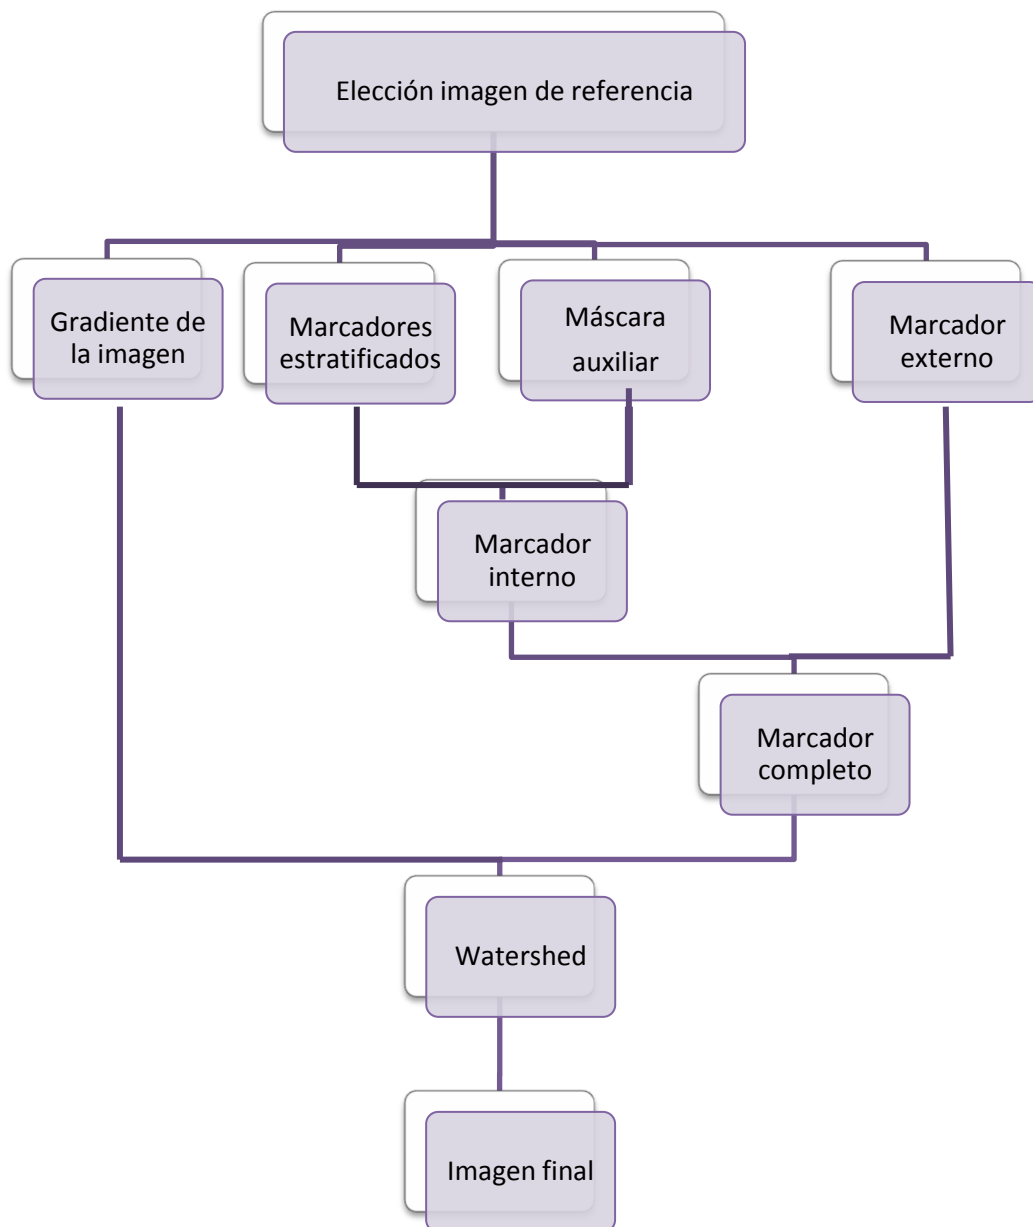 Elección imagen de referencia
Gradiente de
la imagen
Marcadores
estratificados
Máscara
auxiliar
Marcador
externo
Marcador
interno
Marcador
completo
Watershed
Imagen final